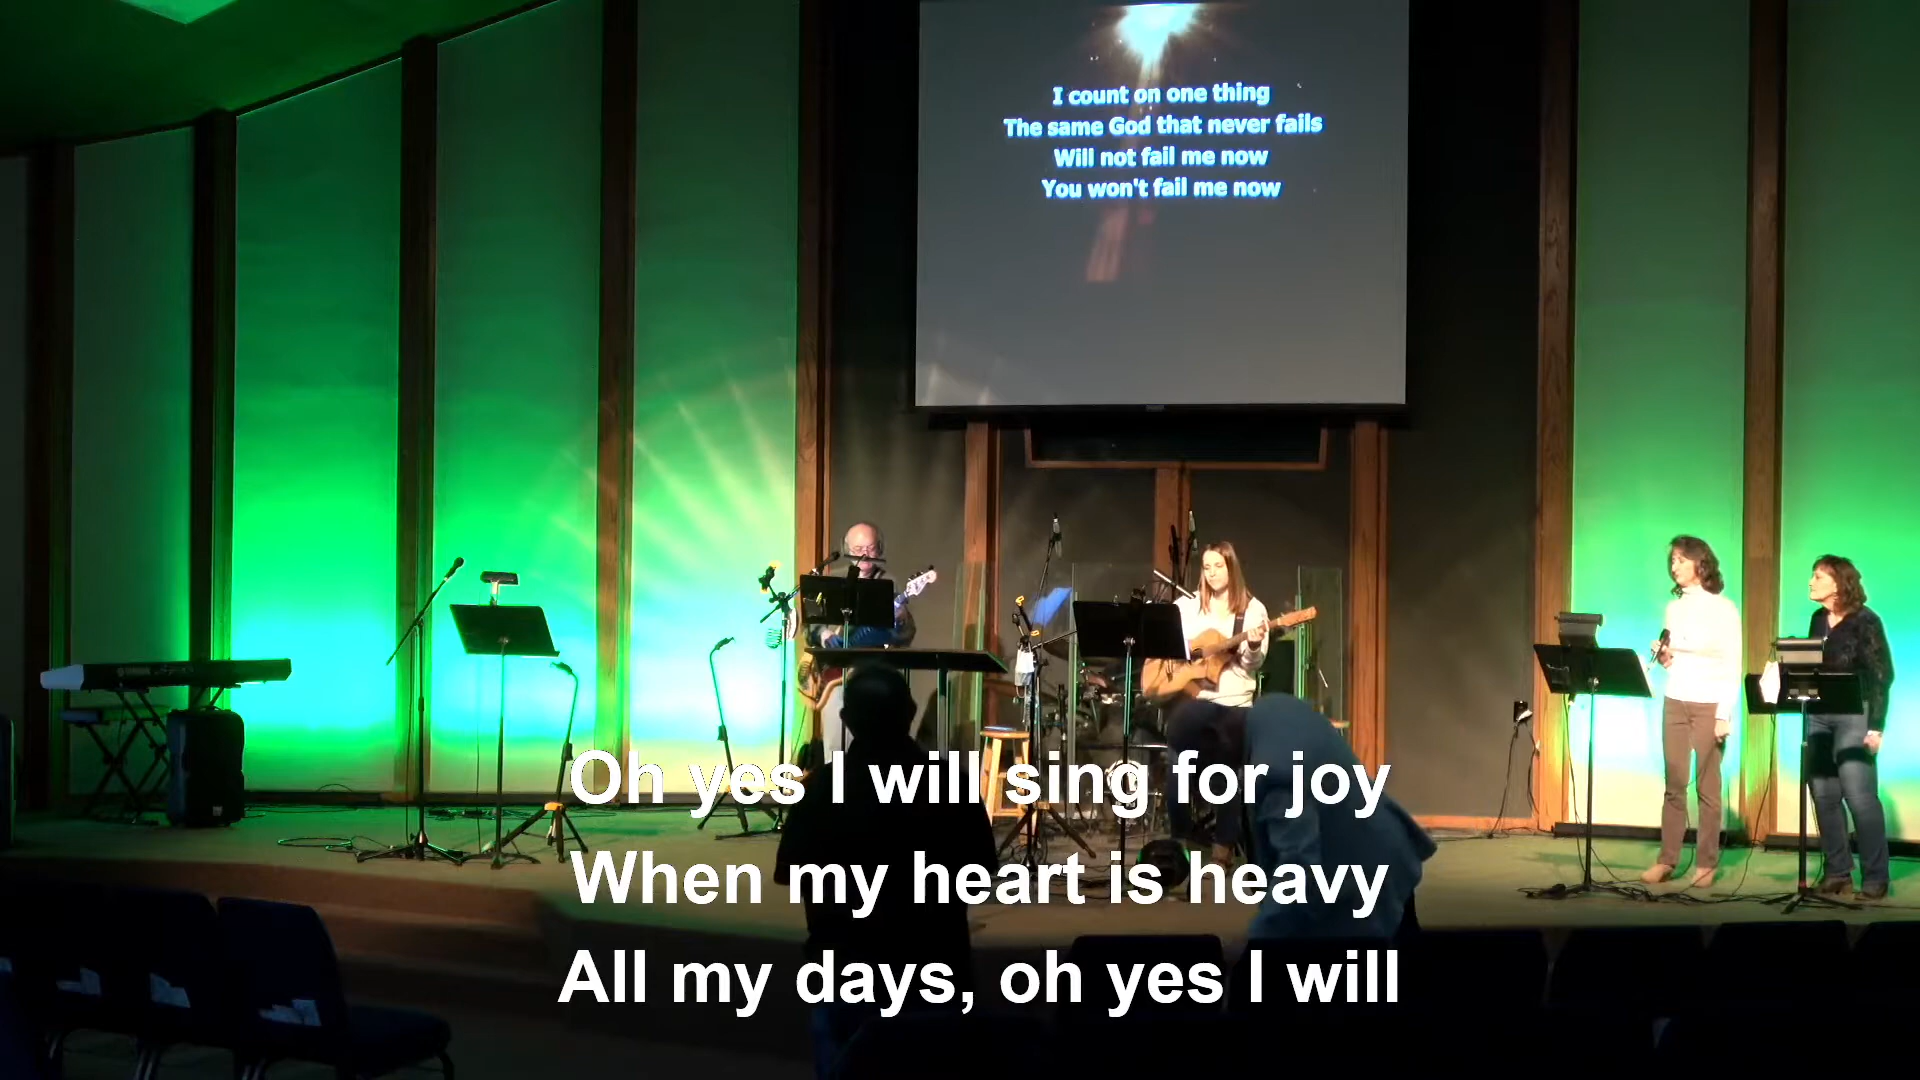 I count on one thing
The same God that never fails
Will not fail me now
You won't fail me now
YAMAHA
Oh yes I will sing for joy
When my heart is heavy
All my days, oh yes I will